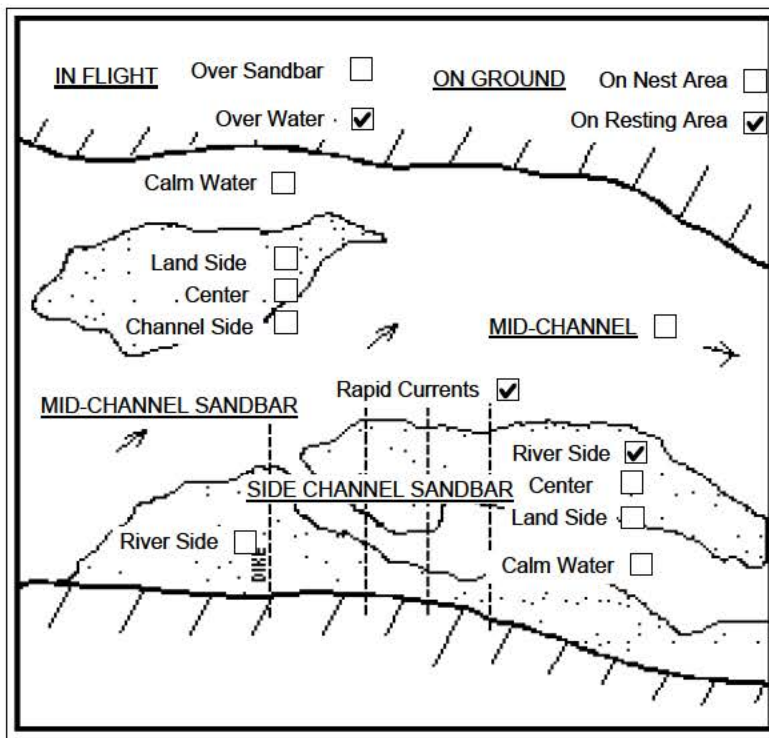 IN FLIGHT Over Sandbar ON GROUND On Nest Area
Over Water On Resting Area
Calm Water
Land Side
Center
Channel Side MID-CHANNEL
Rapid Currents
MID-CHANNEL SANDBAR
River Side
SIDE CHANNEL SANDBAR Center
Land Side
River Side DIKE
Calm Water